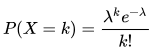 P(X = k) = \frac{\lambda^k e^{-\lambda}}{k!}